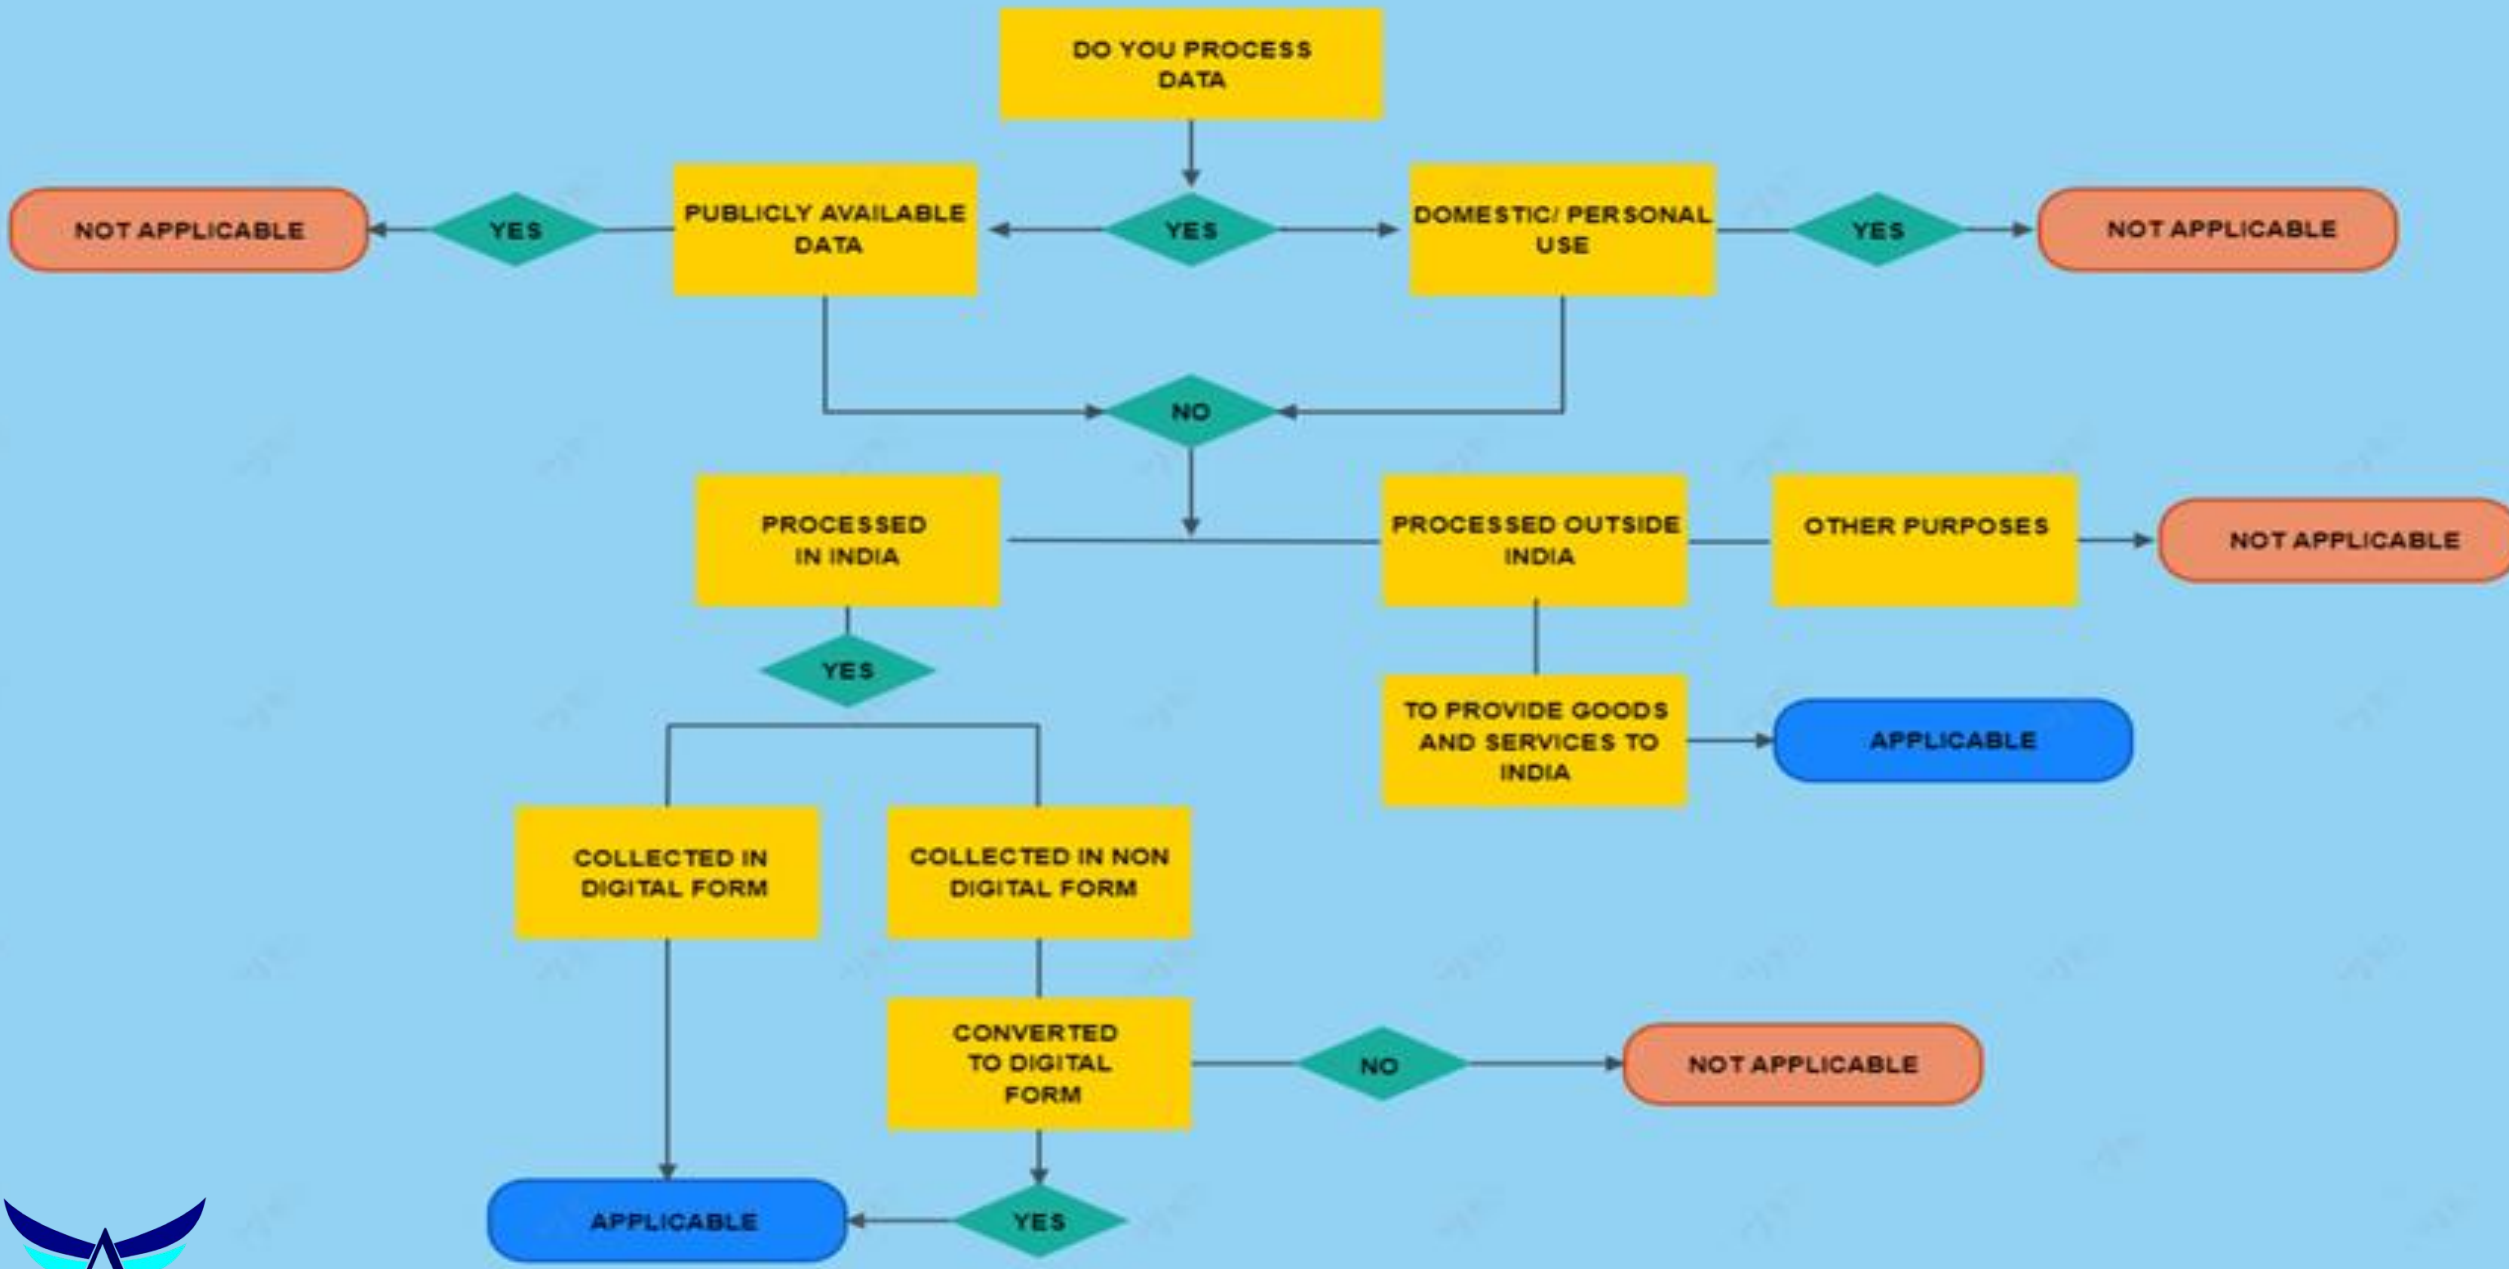 DO YOU PROCESS
DATA
NOT APPLICABLE
YES
PUBLICLY AVAILABLE
DATA
YES
DOMESTIC/ PERSONAL
USE
YES
NOT APPLICABLE
NO
PROCESSED
IN INDIA
PROCESSED OUTSIDE
INDIA
OTHER PURPOSES
NOT APPLICABLE
YES
TO PROVIDE GOODS
AND SERVICES TO
INDIA
APPLICABLE
COLLECTED IN
DIGITAL FORM
COLLECTED IN NON
DIGITAL FORM
CONVERTED
TO DIGITAL
FORM
NO
NOT APPLICABLE
APPLICABLE
YES